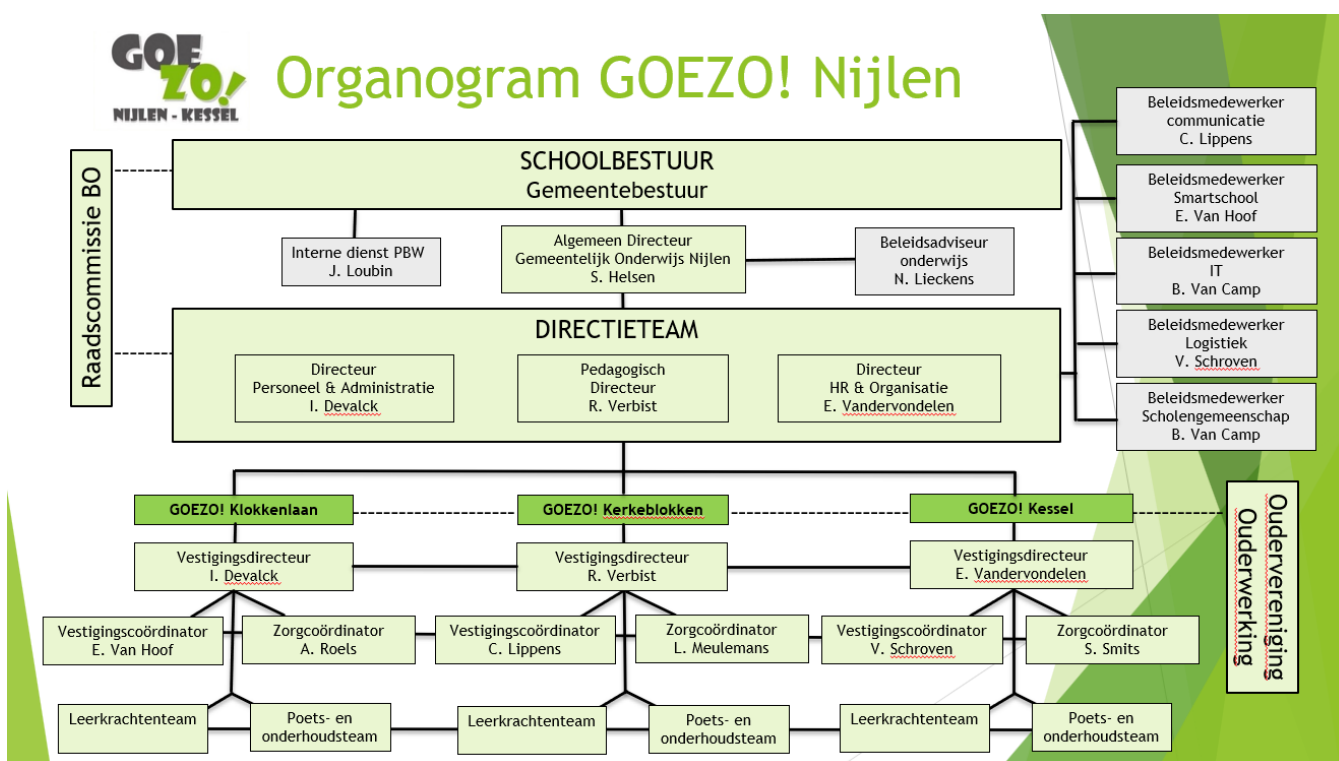 GOE
ZO!
NIJLEN - KESSEL
Organogram GOEZO! Nijlen
Raadscommissie BO
SCHOOLBESTUUR
Gemeentebestuur
Interne dienst PBW
J. Loubin
Algemeen Directeur
Gemeentelijk Onderwijs Nijlen
S. Helsen
Beleidsadviseur
onderwijs
N. Lieckens
Beleidsmedewerker
communicatie
C. Lippens
Beleidsmedewerker
Smartschool
E. Van Hoof
Beleidsmedewerker
IT
B. Van Camp
Beleidsmedewerker
Logistiek
V. Schroven
Beleidsmedewerker
Scholengemeenschap
B. Van Camp
DIRECTIETEAM
Directeur
Personeel & Administratie
I. Devalck
Pedagogisch
Directeur
R. Verbist
Directeur
HR & Organisatie
E. Vandervondelen
GOEZO! Klokkenlaan
GOEZO! Kerkeblokken
GOEZO! Kessel
Oudervereniging
Ouderwerking
Vestigingsdirecteur
I. Devalck
Vestigingsdirecteur
R. Verbist
Vestigingsdirecteur
E. Vandervondelen
Vestigingscoördinator
E. Van Hoof
Zorgcoördinator
A. Roels
Vestigingscoördinator
C. Lippens
Zorgcoördinator
L. Meulemans
Vestigingscoördinator
V. Schroven
Zorgcoördinator
S. Smits
Leerkrachtenteam
Poets- en
onderhoudsteam
Leerkrachtenteam
Poets- en
onderhoudsteam
Leerkrachtenteam
Poets- en
onderhoudsteam